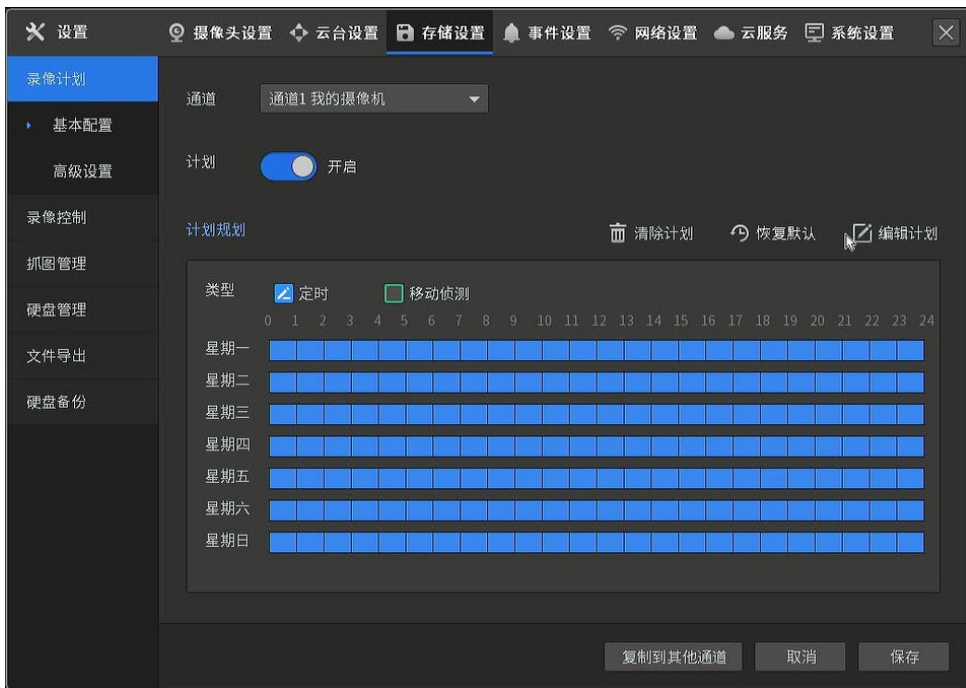 设置 摄像头设置 云台设置 存储设置 事件设置 网络设置 云服务 系统设置
录像计划
基本配置
高级设置
录像控制
抓图管理
硬盘管理
文件导出
硬盘备份
通道 通道1 我的摄像机
计划 开启
计划规划 清除计划 恢复默认 编辑计划
类型 定时 移动侦测
0 1 2 3 4 5 6 7 8 9 10 11 12 13 14 15 16 17 18 19 20 21 22 23 24
星期一
星期二
星期三
星期四
星期五
星期六
星期日
复制到其他通道 取消 保存